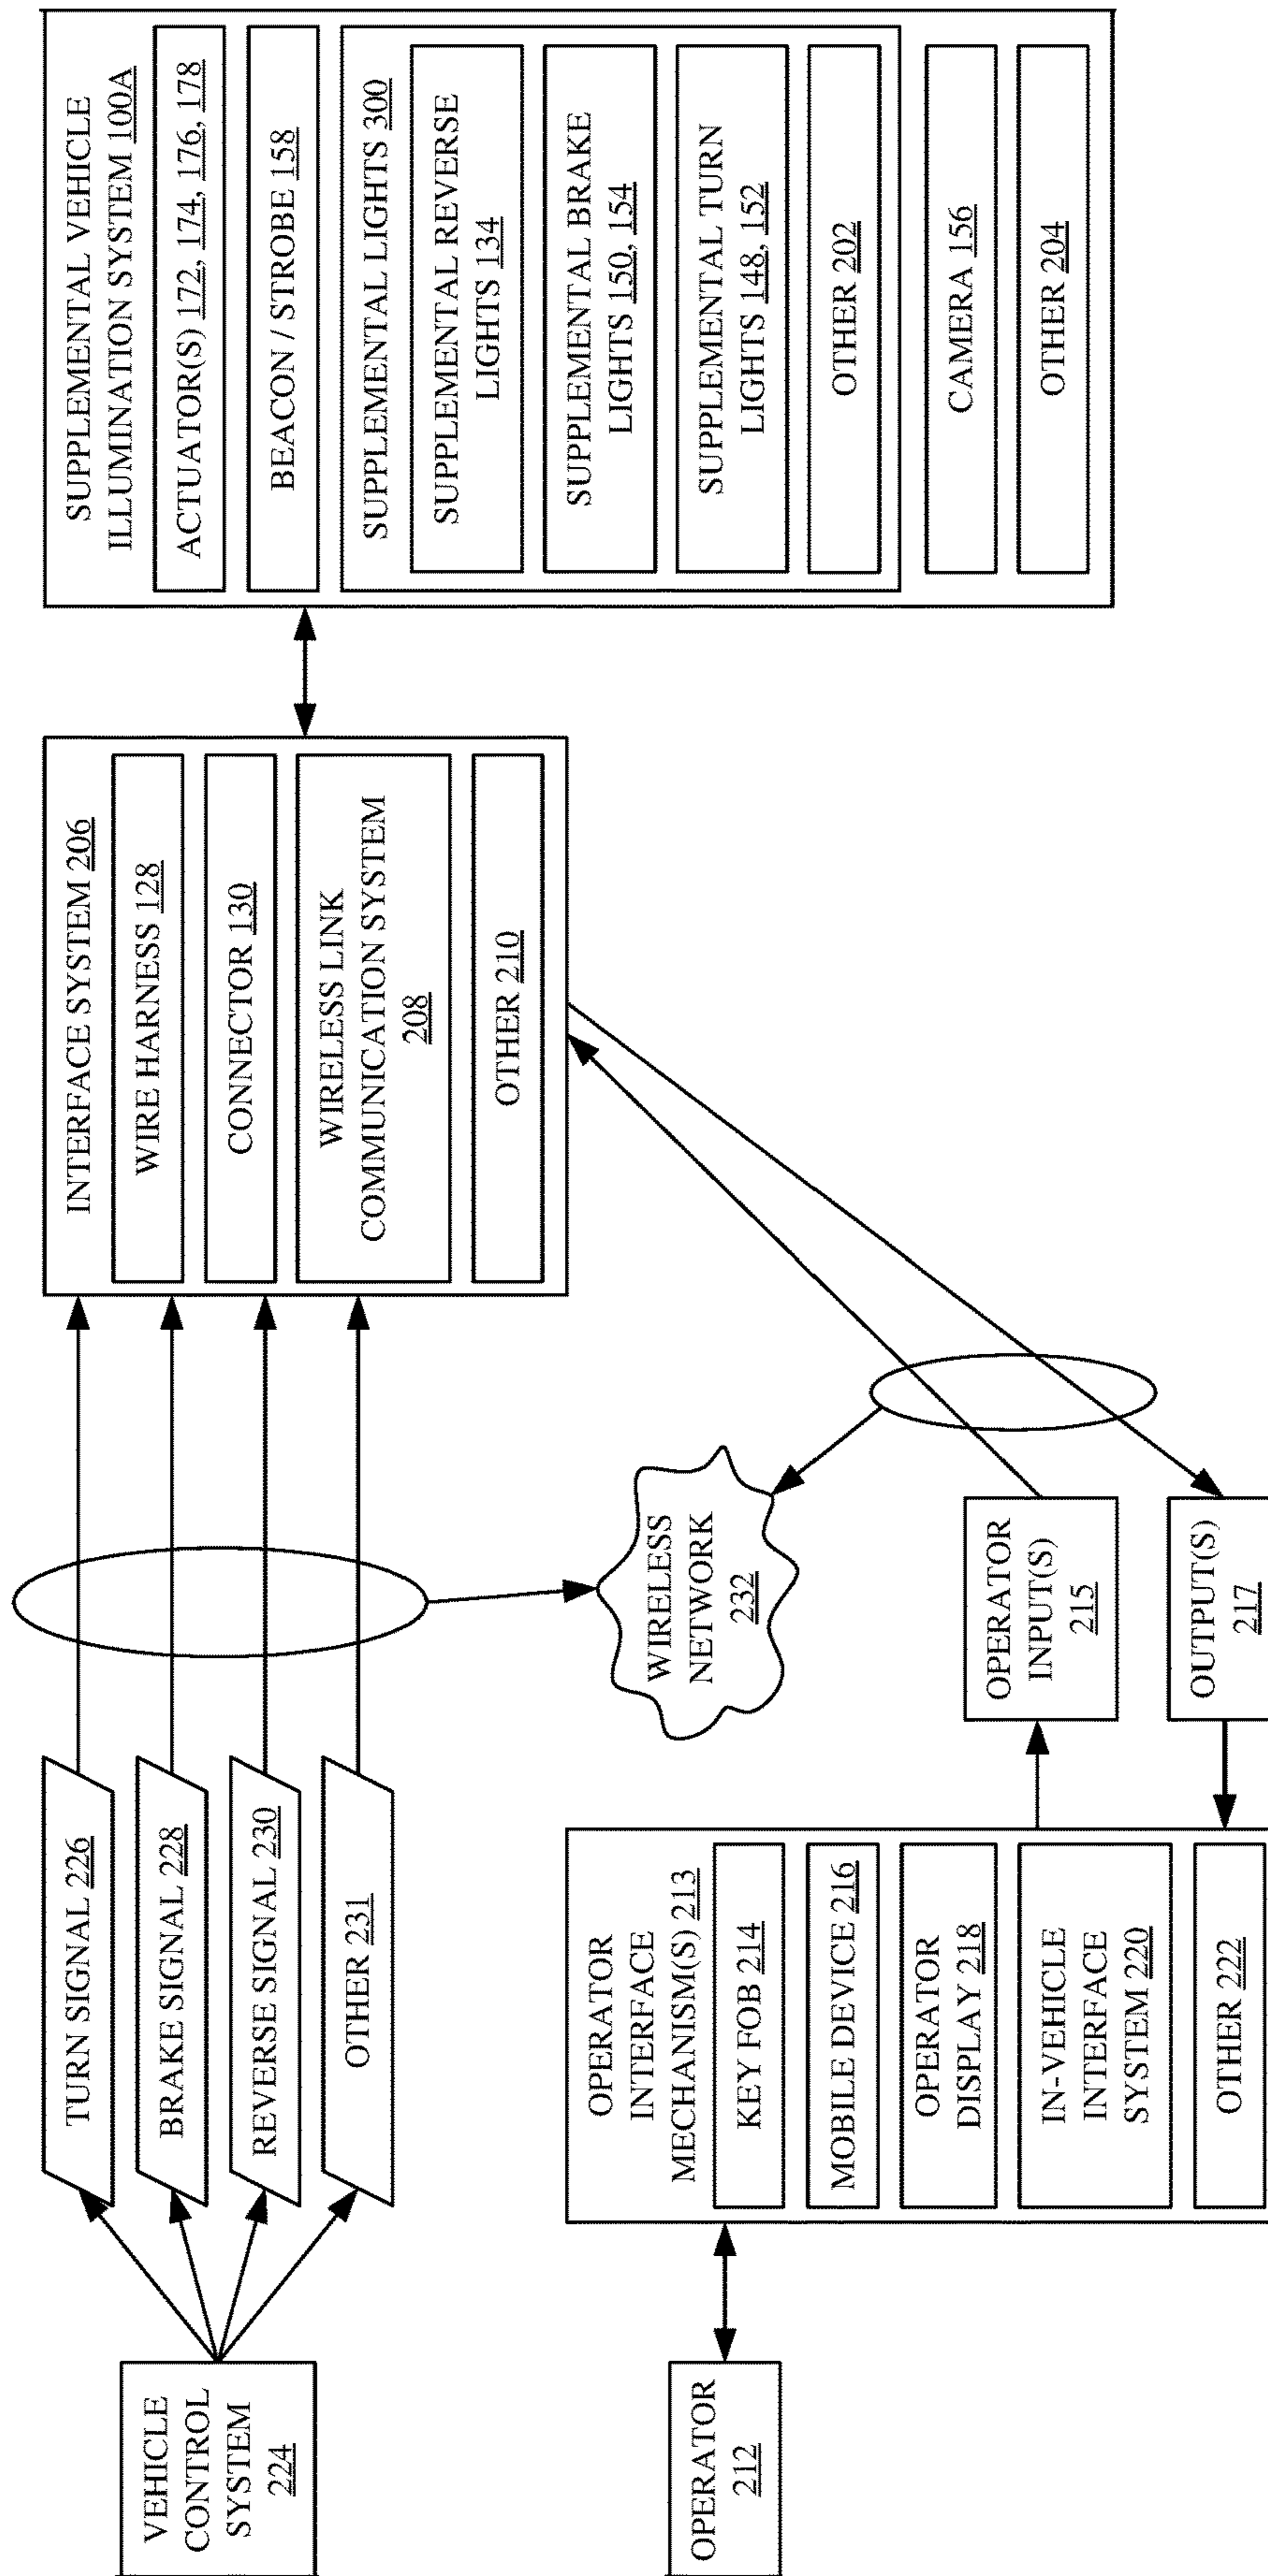 VEHICLE
CONTROL
SYSTEM
224
TURN SIGNAL 226
BRAKE SIGNAL 228
REVERSE SIGNAL 230
OTHER 231
INTERFACE SYSTEM 206
WIRE HARNESS 128
CONNECTOR 130
WIRELESS LINK
COMMUNICATION SYSTEM
208
OTHER 210
SUPPLEMENTAL VEHICLE
ILLUMINATION SYSTEM 100A
ACTUATOR(S) 172, 174, 176, 178
BEACON / STROBE 158
SUPPLEMENTAL LIGHTS 300
SUPPLEMENTAL REVERSE
LIGHTS 134
SUPPLEMENTAL BRAKE
LIGHTS 150, 154
SUPPLEMENTAL TURN
LIGHTS 148, 152
OTHER 202
CAMERA 156
OTHER 204
WIRELESS
NETWORK
232
OPERATOR
212
OPERATOR
INTERFACE
MECHANISM(S) 213
KEY FOB 214
MOBILE DEVICE 216
OPERATOR
DISPLAY 218
IN-VEHICLE
INTERFACE
SYSTEM 220
OTHER 222
OPERATOR
INPUT(S)
215
OUTPUT(S)
217